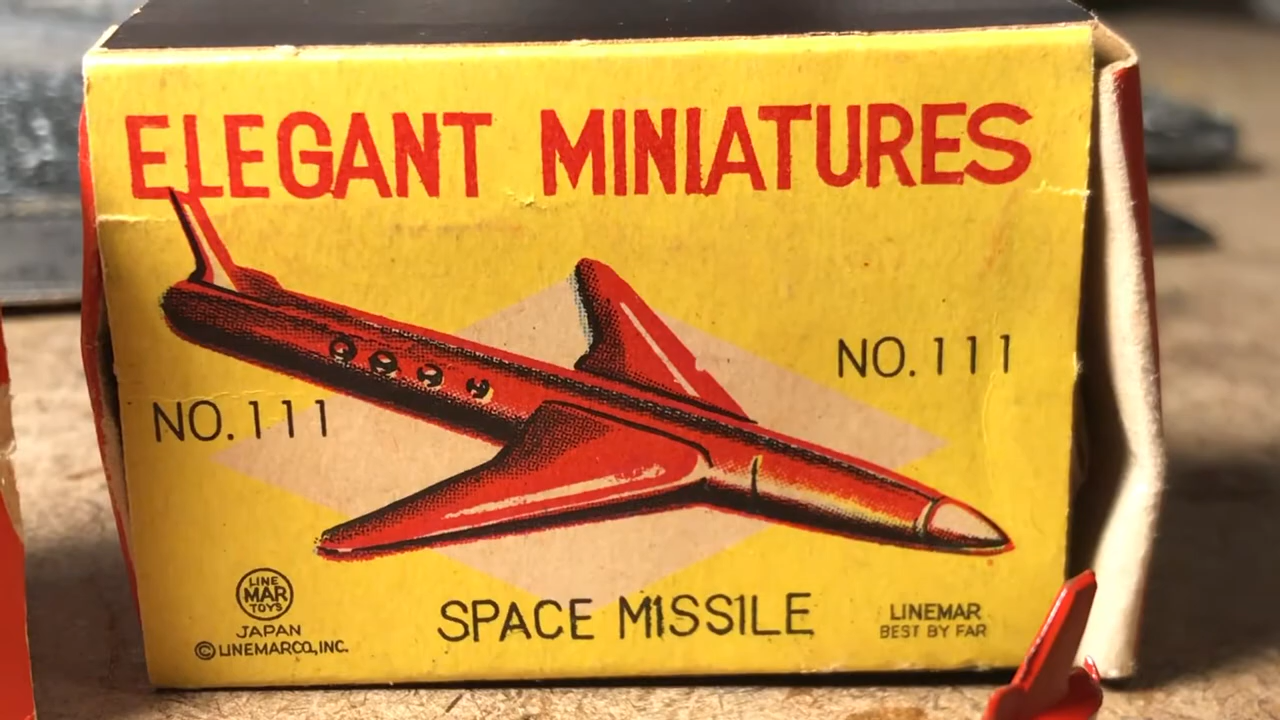 ELEGANT MINIATURES
NO. 111
NO. 111
LINE
MAR
TOYS
JAPAN
© LINEMAR CO., INC.
SPACE MISSILE
LINEMAR
BEST BY FAR